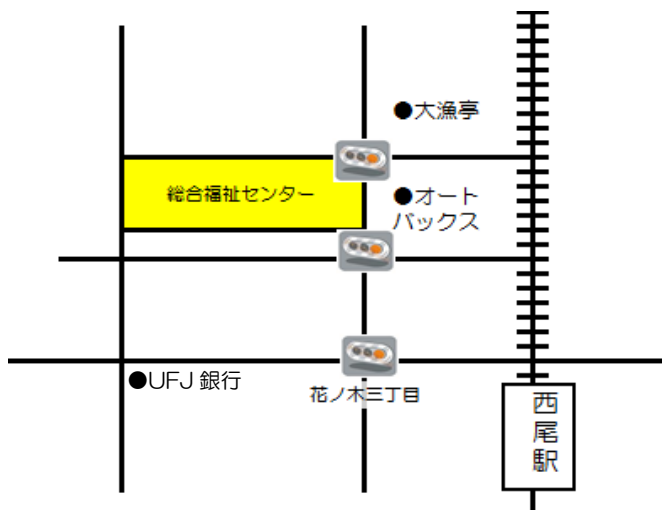 ●大漁亭
総合福祉センター
●オート
バックス
●UFJ 銀行
花ノ木三丁目
西尾駅